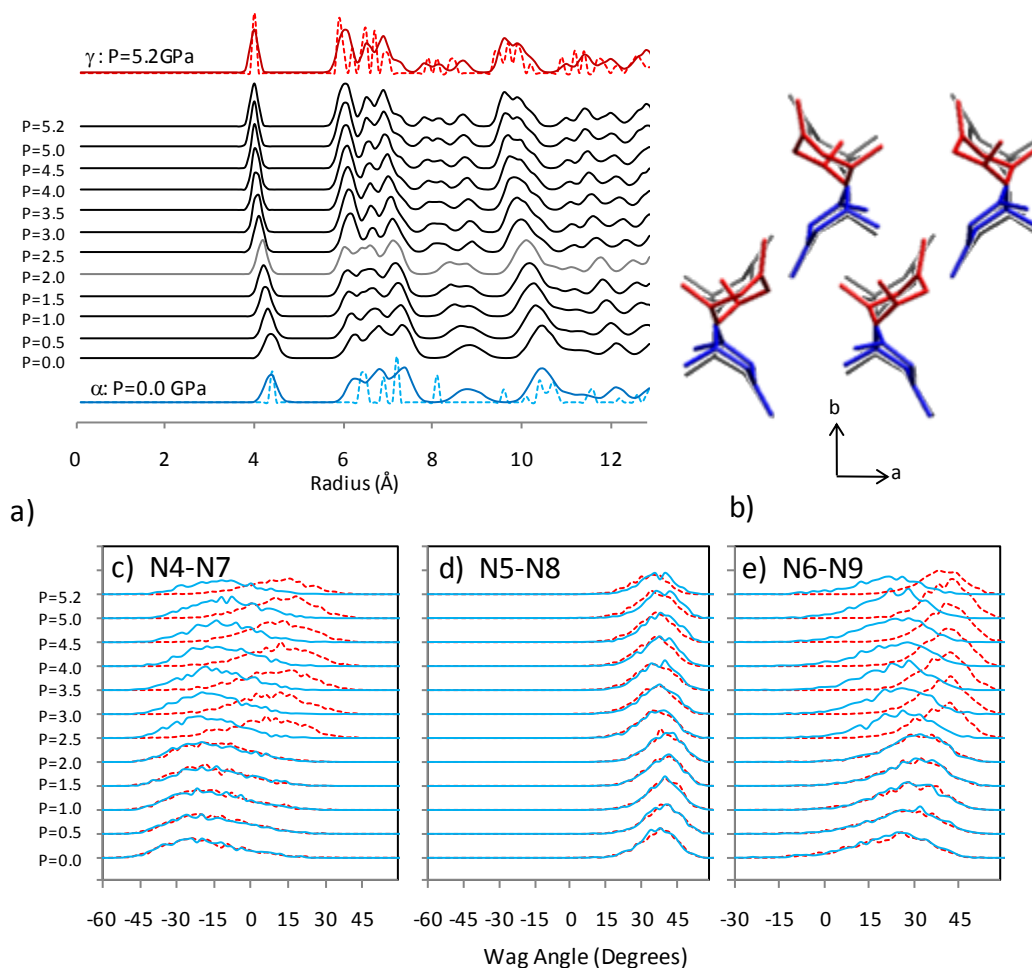 γ: P=5.2GPa
P=5.2
P=5.0
P=4.5
P=4.0
P=3.5
P=3.0
P=2.5
P=2.0
P=1.5
P=1.0
P=0.5
P=0.0
α: P=0.0 GPa
0 2 4 6 8 10 12
Radius (Å)
b
a
a)
b)
c) N4-N7
d) N5-N8
e) N6-N9
P=5.2
P=5.0
P=4.5
P=4.0
P=3.5
P=3.0
P=2.5
P=2.0
P=1.5
P=1.0
P=0.5
P=0.0
-60 -45 -30 -15 0 15 30 45
-60 -45 -30 -15 0 15 30 45
-30 -15 0 15 30 45
Wag Angle (Degrees)